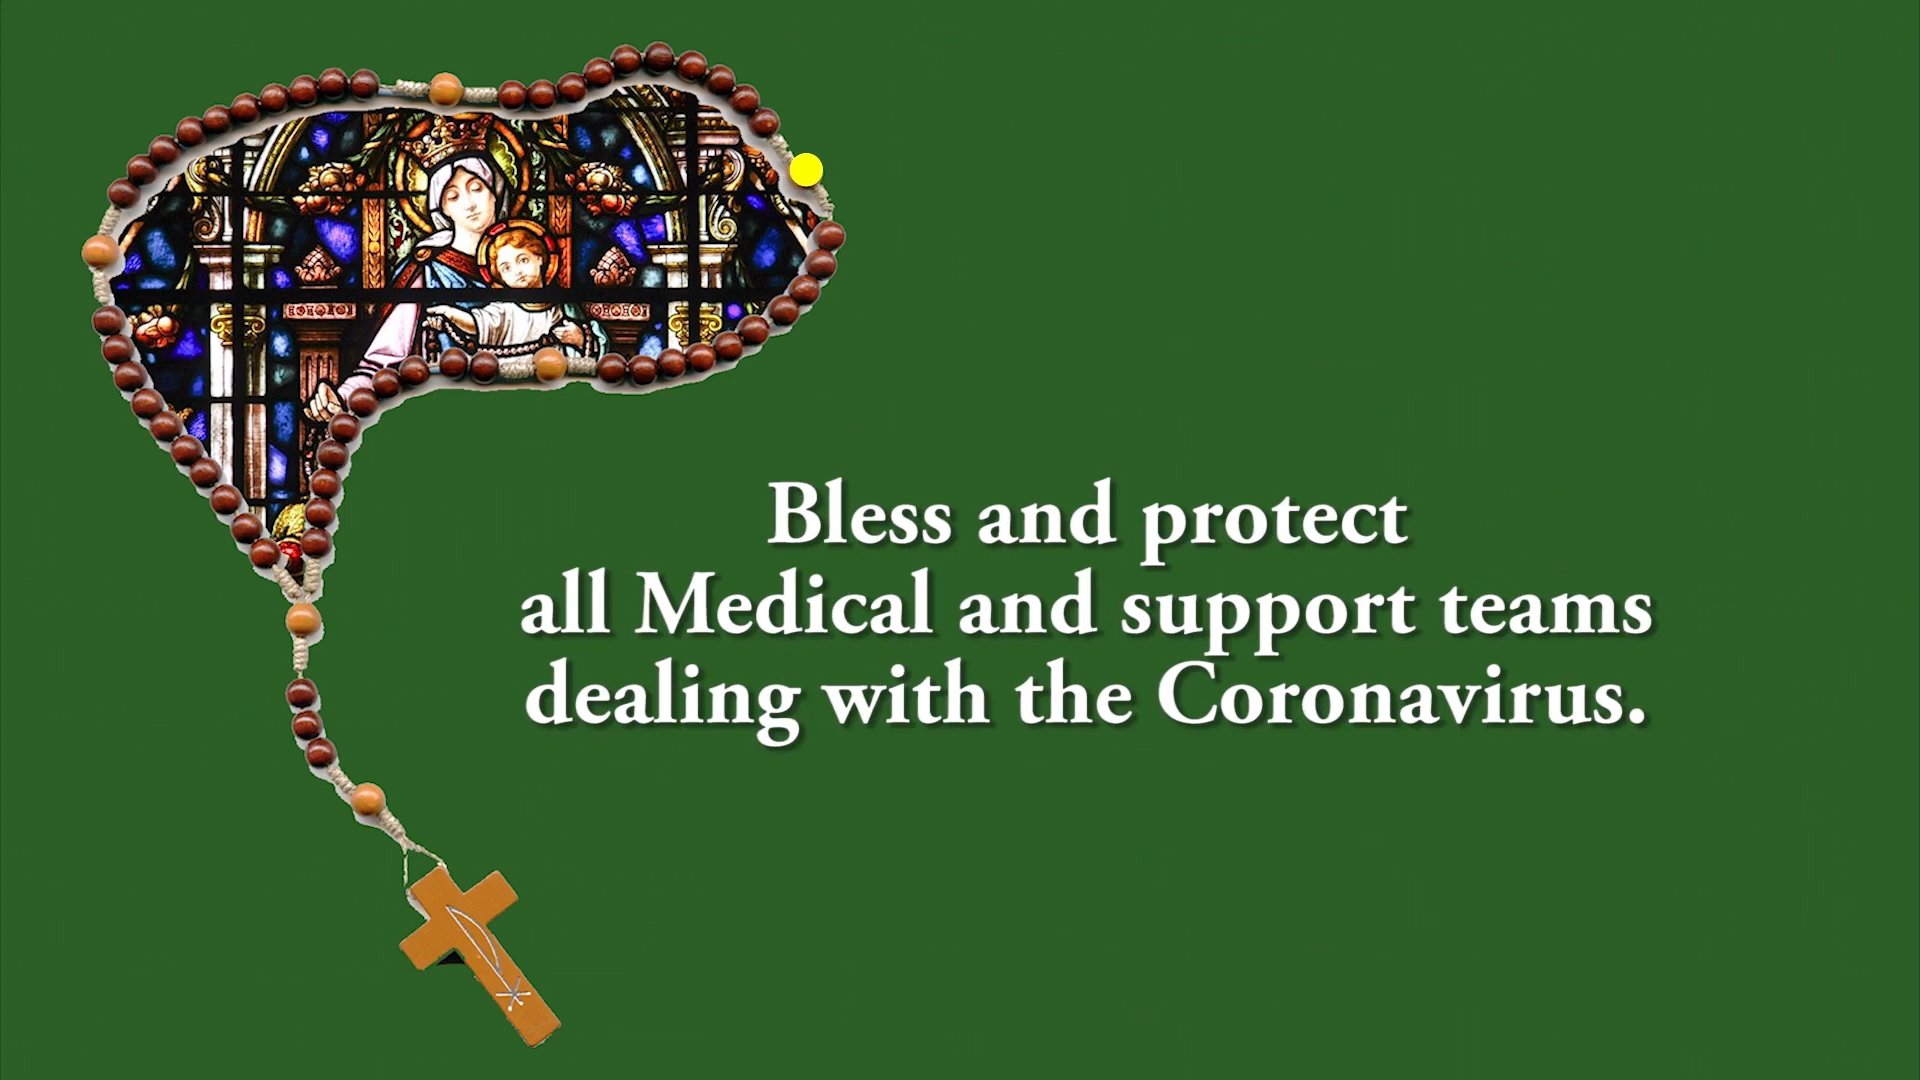 Bless and protect
all Medical and support teams
dealing with the Coronavirus.